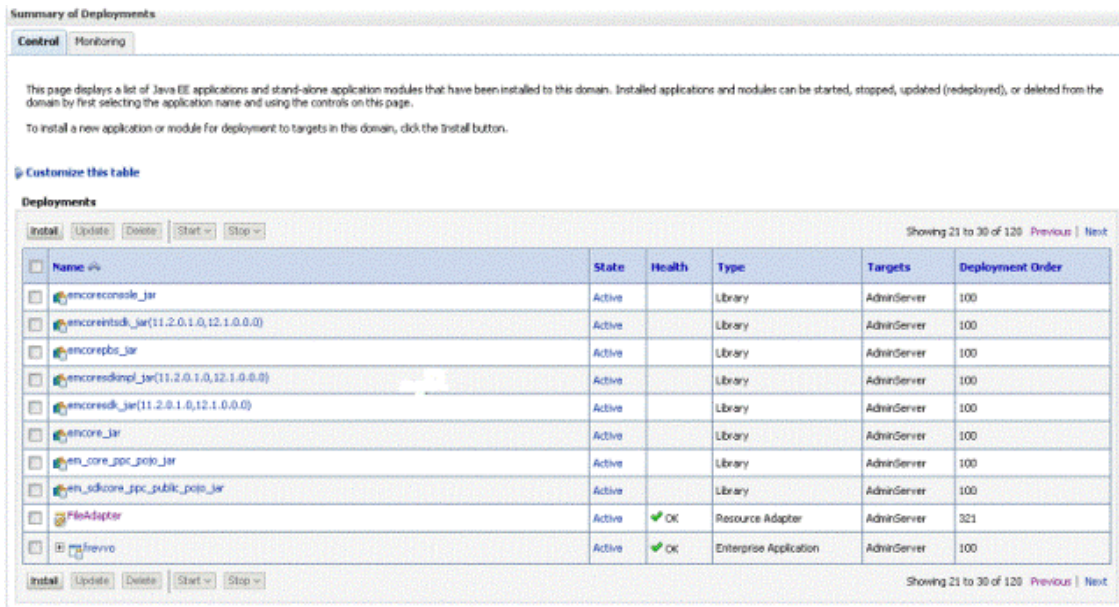 Summary of Deployments
Control Monitoring
This page displays a list of Java EE applications and stand-alone application modules that have been installed to this domain. Installed applications and modules can be started, stopped, updated (redeployed), or deleted from the
domain by first selecting the application name and using the controls on this page.
To install a new application or module for deployment to targets in this domain, click the Install button.
Customize this table
Deployments
Install Update Delete Start Stop Showing 21 to 30 of 120 Previous | Next
Name State Health Type Targets Deployment Order
emcoreconsole_jar Active Library AdminServer 100
emcoreintsdk_jar(11.2.0.1.0,12.1.0.0.0) Active Library AdminServer 100
emcorepbs_jar Active Library AdminServer 100
emcoresdkimpl_jar(11.2.0.1.0,12.1.0.0.0) Active Library AdminServer 100
emcoresdk_jar(11.2.0.1.0,12.1.0.0.0) Active Library AdminServer 100
emcore_jar Active Library AdminServer 100
em_core_ppc_pojo_jar Active Library AdminServer 100
em_sdkcore_ppc_public_pojo_jar Active Library AdminServer 100
FileAdapter Active OK Resource Adapter AdminServer 321
frevvo Active OK Enterprise Application AdminServer 100
Install Update Delete Start Stop Showing 21 to 30 of 120 Previous | Next